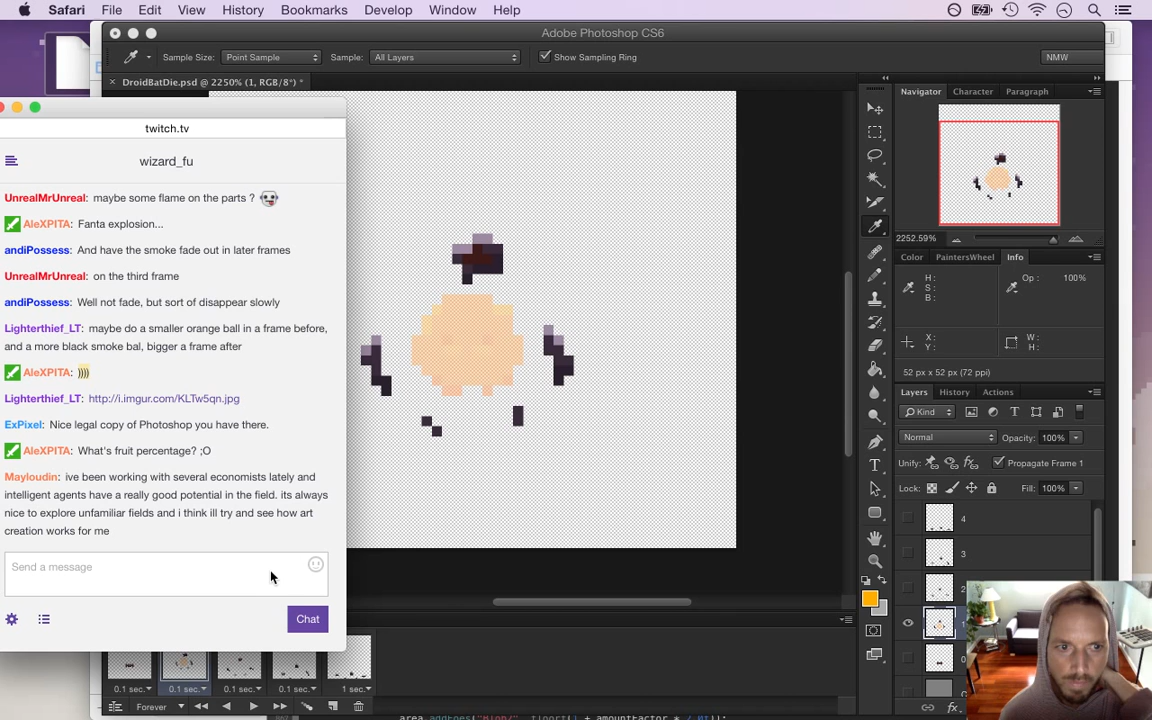 Safari File Edit View History Bookmarks Develop Window Help
Adobe Photoshop CS6
Sample Size: Point Sample Sample: All Layers Show Sampling Ring NMW
× DroidBatDie.psd @ 2250% (1, RGB/8*) *
twitch.tv
wizard_fu
UnrealMrUnreal: maybe some flame on the parts ?
AleXPITA: Fanta explosion...
andiPossess: And have the smoke fade out in later frames
UnrealMrUnreal: on the third frame
andiPossess: Well not fade, but sort of disappear slowly
Lighterthief_LT: maybe do a smaller orange ball in a frame before,
and a more black smoke bal, bigger a frame after
AleXPITA: ))))
Lighterthief_LT: http://i.imgur.com/KLTw5qn.jpg
ExPixel: Nice legal copy of Photoshop you have there.
AleXPITA: What's fruit percentage? ;O
Mayloudin: ive been working with several economists lately and
intelligent agents have a really good potential in the field. its always
nice to explore unfamiliar fields and i think ill try and see how art
creation works for me
Send a message
Chat
0.1 sec. 0.1 sec. 0.1 sec. 0.1 sec. 1 sec.
Forever
Navigator Character Paragraph
2252.59%
Color PaintersWheel Info
H:
S:
B:
Op: 100%
X:
Y:
W:
H:
52 px x 52 px (72 ppi)
Layers History Actions
Kind
Normal Opacity: 100%
Unify: Propagate Frame 1
Lock: Fill: 100%
4
3
2
1
0
fx